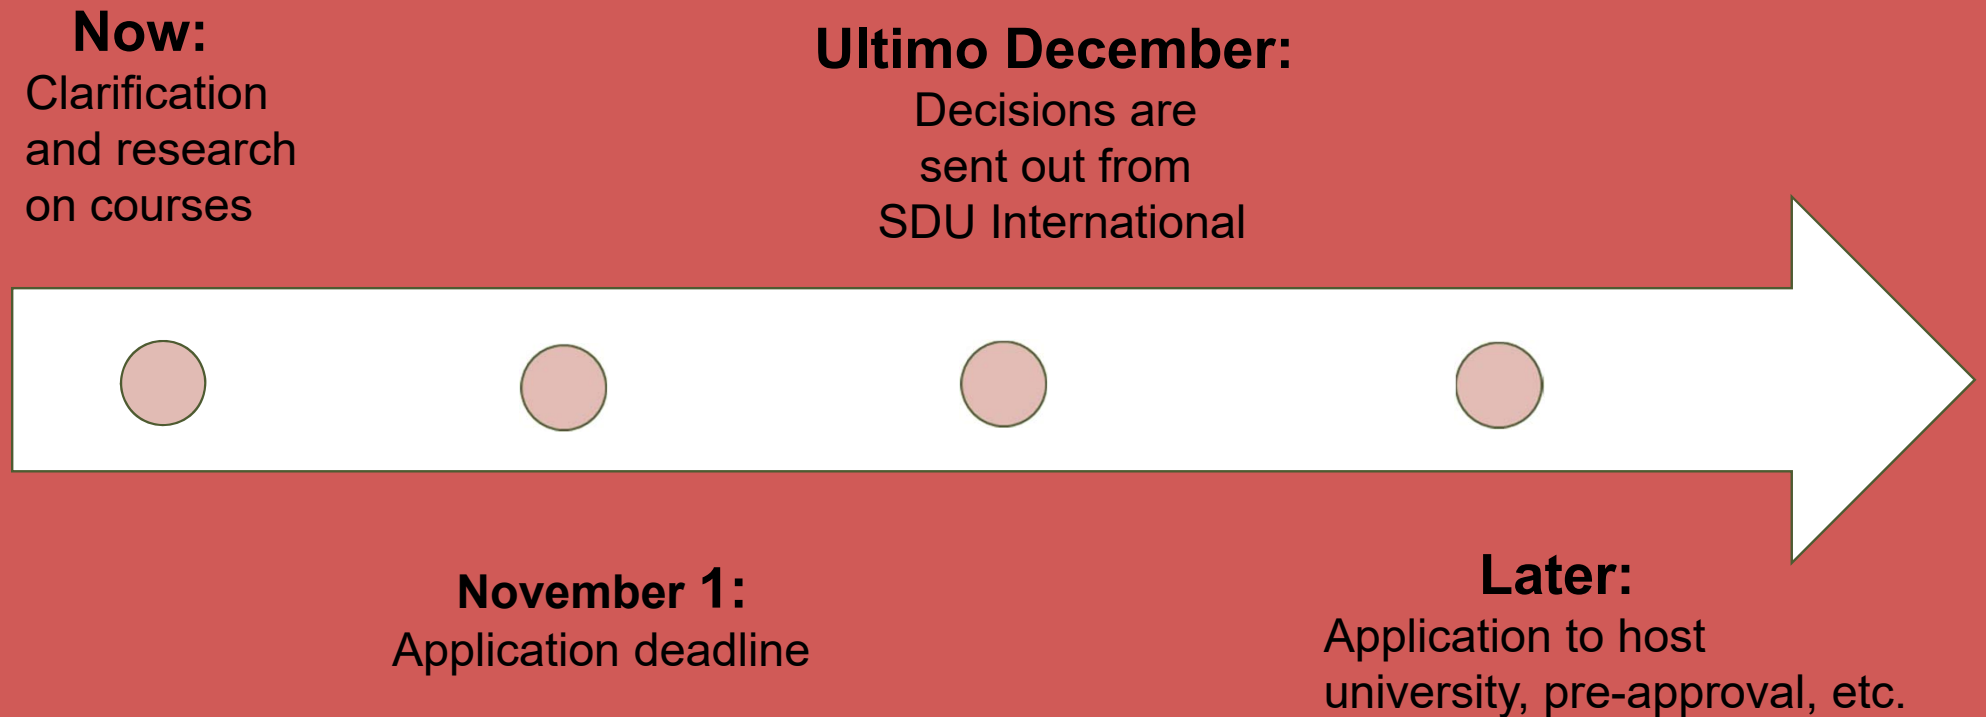 Now:
Clarification
and research
on courses
November 1:
Application deadline
Ultimo December:
Decisions are
sent out from
SDU International
Later:
Application to host
university, pre-approval, etc.